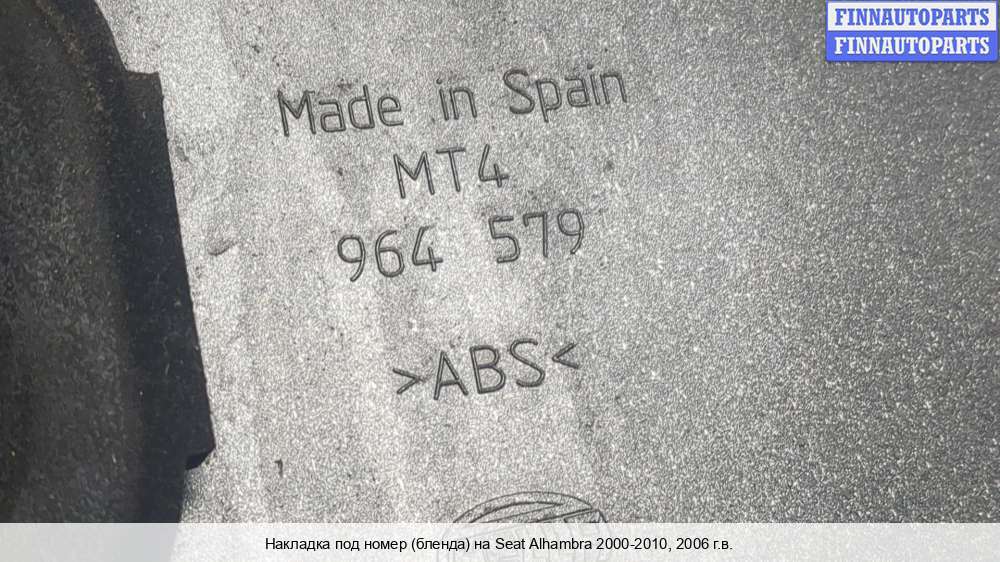 FINNAUTOPARTS
FINNAUTOPARTS
Made in Spain
MT4
964 579
>ABS<
Накладка под номер (бленда) на Seat Alhambra 2000-2010, 2006 г.в.